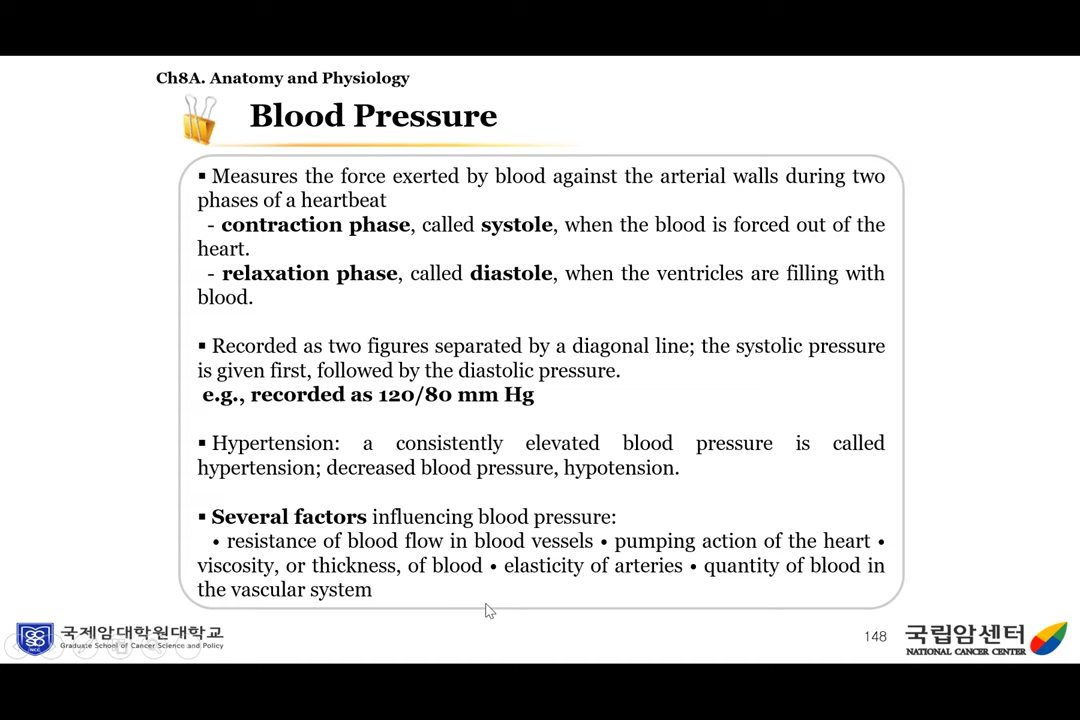 Ch8A. Anatomy and Physiology
Blood Pressure
▪ Measures the force exerted by blood against the arterial walls during two
phases of a heartbeat
- contraction phase, called systole, when the blood is forced out of the
heart.
- relaxation phase, called diastole, when the ventricles are filling with
blood.
▪ Recorded as two figures separated by a diagonal line; the systolic pressure
is given first, followed by the diastolic pressure.
e.g., recorded as 120/80 mm Hg
▪ Hypertension: a consistently elevated blood pressure is called
hypertension; decreased blood pressure, hypotension.
▪ Several factors influencing blood pressure:
• resistance of blood flow in blood vessels • pumping action of the heart •
viscosity, or thickness, of blood • elasticity of arteries • quantity of blood in
the vascular system
국제암대학원대학교
Graduate School of Cancer Science and Policy
148
국립암센터
NATIONAL CANCER CENTER